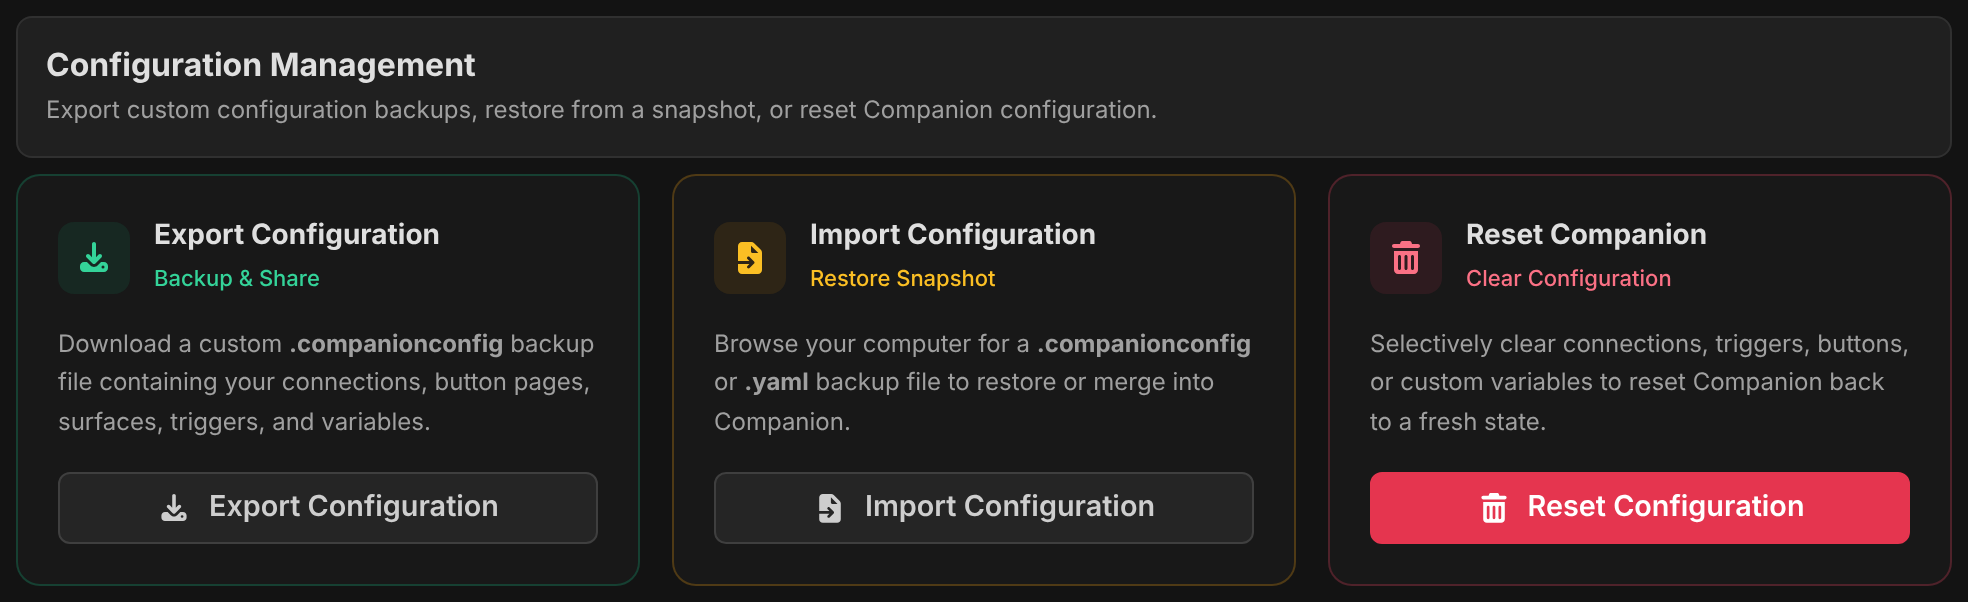 Configuration Management
Export custom configuration backups, restore from a snapshot, or reset Companion configuration.
Export Configuration
Backup & Share
Download a custom .companionconfig backup
file containing your connections, button pages,
surfaces, triggers, and variables.
Export Configuration
Import Configuration
Restore Snapshot
Browse your computer for a .companionconfig
or .yaml backup file to restore or merge into
Companion.
Import Configuration
Reset Companion
Clear Configuration
Selectively clear connections, triggers, buttons,
or custom variables to reset Companion back
to a fresh state.
Reset Configuration